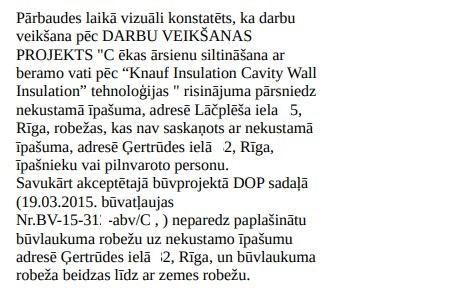 Pārbaudes laikā vizuāli konstatēts, ka darbu
veikšana pēc DARBU VEIKŠANAS
PROJEKTS "C ēkas ārsienu siltināšana ar
beramo vati pēc “Knauf Insulation Cavity Wall
Insulation” tehnoloģijas " risinājuma pārsniedz
nekustamā īpašuma, adresē Lāčplēša iela 5,
Rīga, robežas, kas nav saskaņots ar nekustamā
īpašuma, adresē Ģertrūdes ielā 2, Rīga,
īpašnieku vai pilnvaroto personu.
Savukārt akceptētajā būvprojektā DOP sadaļā
(19.03.2015. būvatļaujas
Nr.BV-15-31 -abv/C , ) neparedz paplašinātu
būvlaukuma robežu uz nekustamo īpašumu
adresē Ģertrūdes ielā 2, Rīga, un būvlaukuma
robeža beidzas līdz ar zemes robežu.